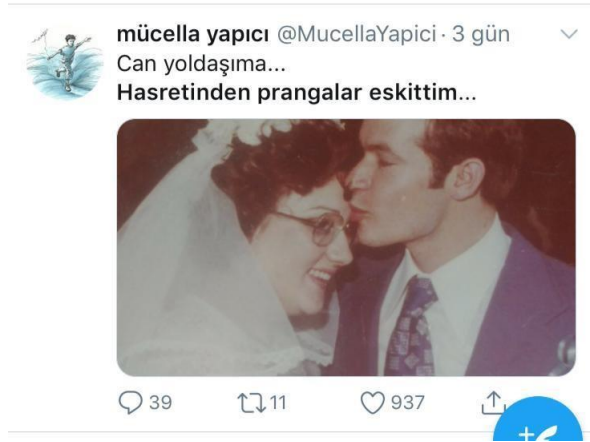 mücella yapıcı @MucellaYapici · 3 gün
Can yoldaşıma...
Hasretinden prangalar eskittim...
39 11 937